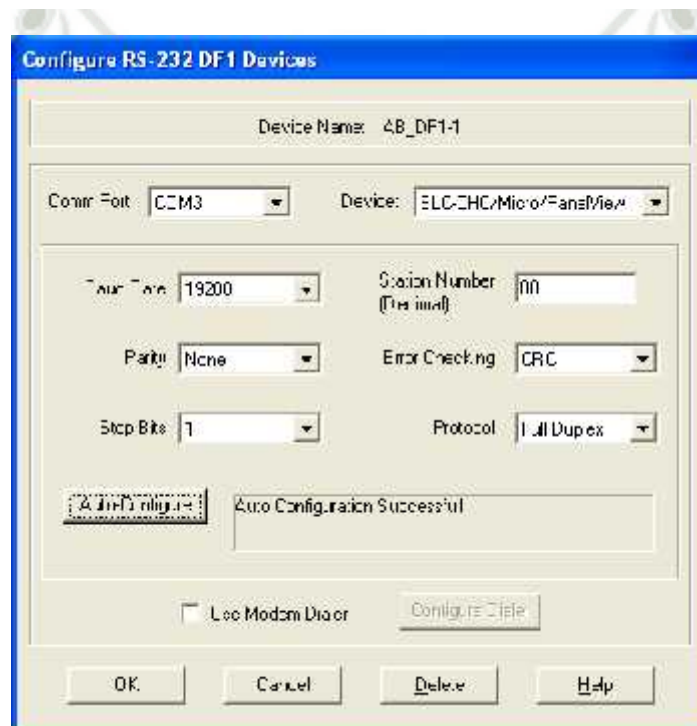 Configure RS-232 DF1 Devices
Device Name: AB_DF1-1
Comm Port COM3 Device: SLC-CH0/Micro/PanelView
Baud Rate 19200 Station Number (Decimal) 00
Parity None Error Checking CRC
Stop Bits 1 Protocol Full Duplex
Auto-Configure Auto Configuration Successful!
Use Modem Dialer Configure Dialer
OK Cancel Delete Help